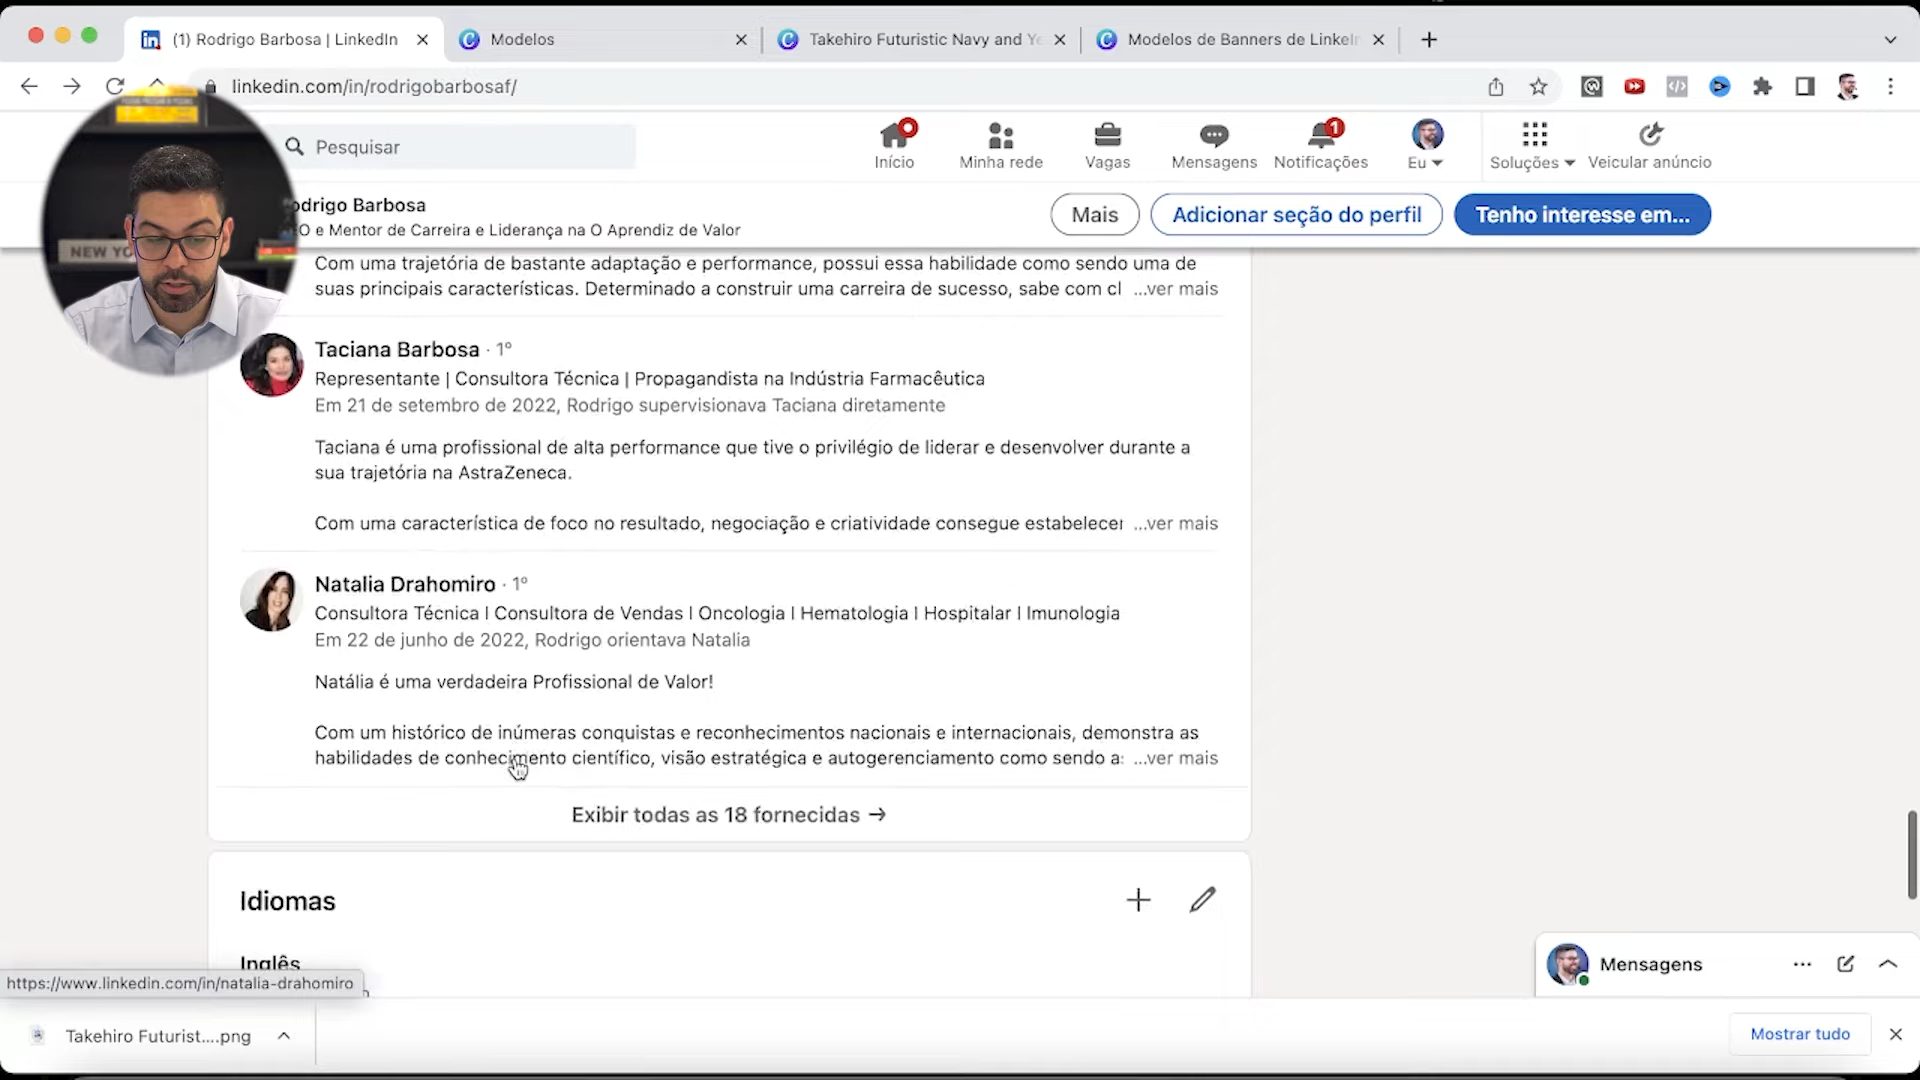 (1) Rodrigo Barbosa | LinkedIn
Modelos
Takehiro Futuristic Navy and Ye
Modelos de Banners de LinkeIn
linkedin.com/in/rodrigobarbosaf/
Pesquisar
Início
Minha rede
Vagas
Mensagens
1
Notificações
Eu
Soluções
Veicular anúncio
odrigo Barbosa
O e Mentor de Carreira e Liderança na O Aprendiz de Valor
Mais
Adicionar seção do perfil
Tenho interesse em...
NEW YO
Com uma trajetória de bastante adaptação e performance, possui essa habilidade como sendo uma de
suas principais características. Determinado a construir uma carreira de sucesso, sabe com cl ...ver mais
Taciana Barbosa · 1º
Representante | Consultora Técnica | Propagandista na Indústria Farmacêutica
Em 21 de setembro de 2022, Rodrigo supervisionava Taciana diretamente
Taciana é uma profissional de alta performance que tive o privilégio de liderar e desenvolver durante a
sua trajetória na AstraZeneca.
Com uma característica de foco no resultado, negociação e criatividade consegue estabelecer ...ver mais
Natalia Drahomiro · 1º
Consultora Técnica I Consultora de Vendas I Oncologia I Hematologia I Hospitalar I Imunologia
Em 22 de junho de 2022, Rodrigo orientava Natalia
Natália é uma verdadeira Profissional de Valor!
Com um histórico de inúmeras conquistas e reconhecimentos nacionais e internacionais, demonstra as
habilidades de conhecimento científico, visão estratégica e autogerenciamento como sendo a: ...ver mais
Exibir todas as 18 fornecidas →
Idiomas
Inglês
https://www.linkedin.com/in/natalia-drahomiro
Mensagens
Takehiro Futurist....png
Mostrar tudo